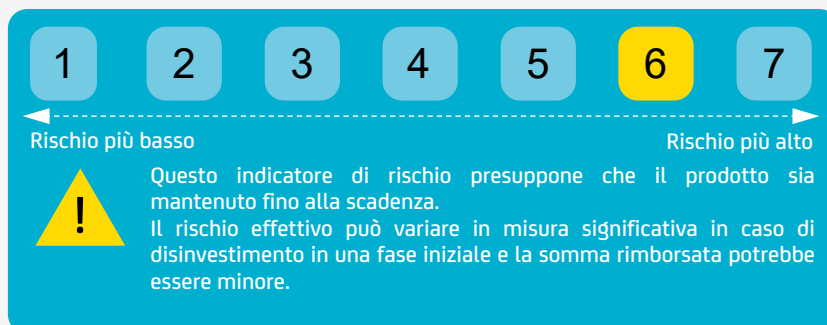 1 2 3 4 5 6 7
Rischio più basso Rischio più alto
!
Questo indicatore di rischio presuppone che il prodotto sia
mantenuto fino alla scadenza.
Il rischio effettivo può variare in misura significativa in caso di
disinvestimento in una fase iniziale e la somma rimborsata potrebbe
essere minore.